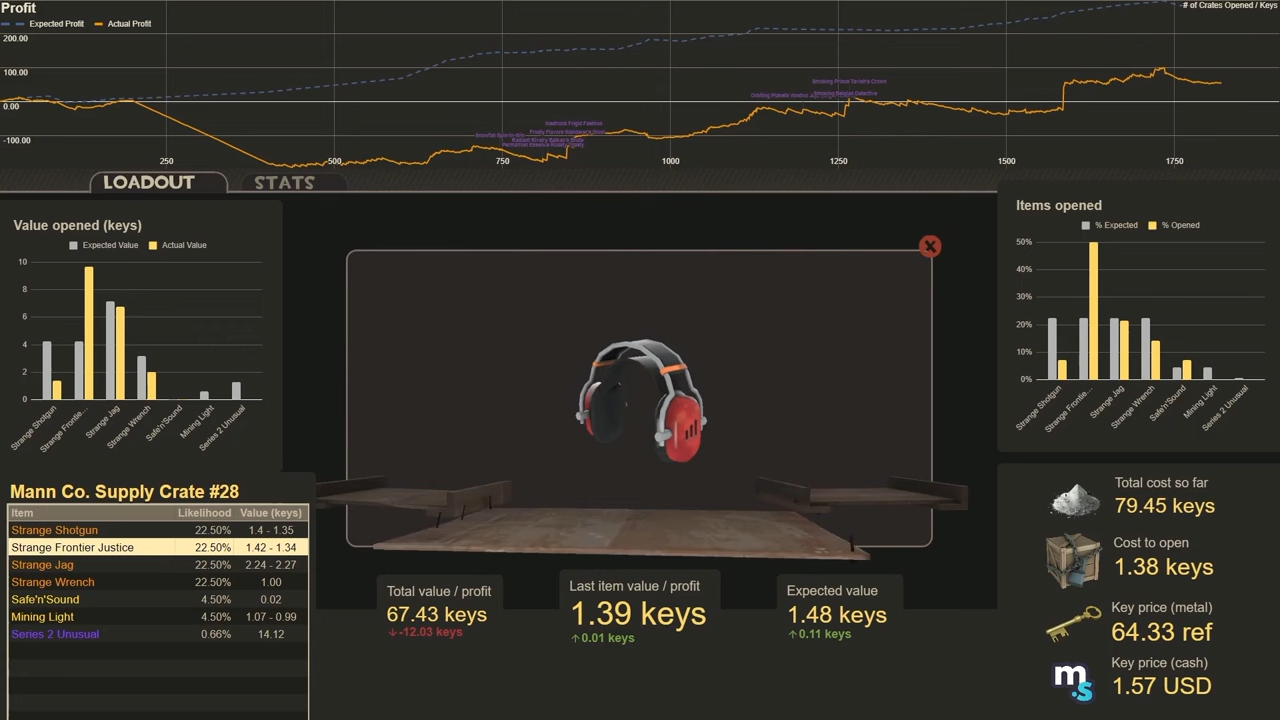 Profit
Expected Profit
Actual Profit
# of Crates Opened / Keys
200.00
100.00
0.00
-100.00
250
500
750
1000
1250
1500
1750
LOADOUT
STATS
Value opened (keys)
Expected Value
Actual Value
10
8
6
4
2
0
Strange Shotgun
Strange Frontie...
Strange Jag
Strange Wrench
Safe'n'Sound
Mining Light
Series 2 Unusual
Items opened
% Expected
% Opened
50%
40%
30%
20%
10%
0%
Strange Shotgun
Strange Frontie...
Strange Jag
Strange Wrench
Safe'n'Sound
Mining Light
Series 2 Unusual
Mann Co. Supply Crate #28
Item Likelihood Value (keys)
Strange Shotgun 22.50% 1.4 - 1.35
Strange Frontier Justice 22.50% 1.42 - 1.34
Strange Jag 22.50% 2.24 - 2.27
Strange Wrench 22.50% 1.00
Safe'n'Sound 4.50% 0.02
Mining Light 4.50% 1.07 - 0.99
Series 2 Unusual 0.66% 14.12
Total value / profit
67.43 keys
↓-12.03 keys
Last item value / profit
1.39 keys
↑0.01 keys
Expected value
1.48 keys
↑0.11 keys
Total cost so far
79.45 keys
Cost to open
1.38 keys
Key price (metal)
64.33 ref
Key price (cash)
1.57 USD
m.s